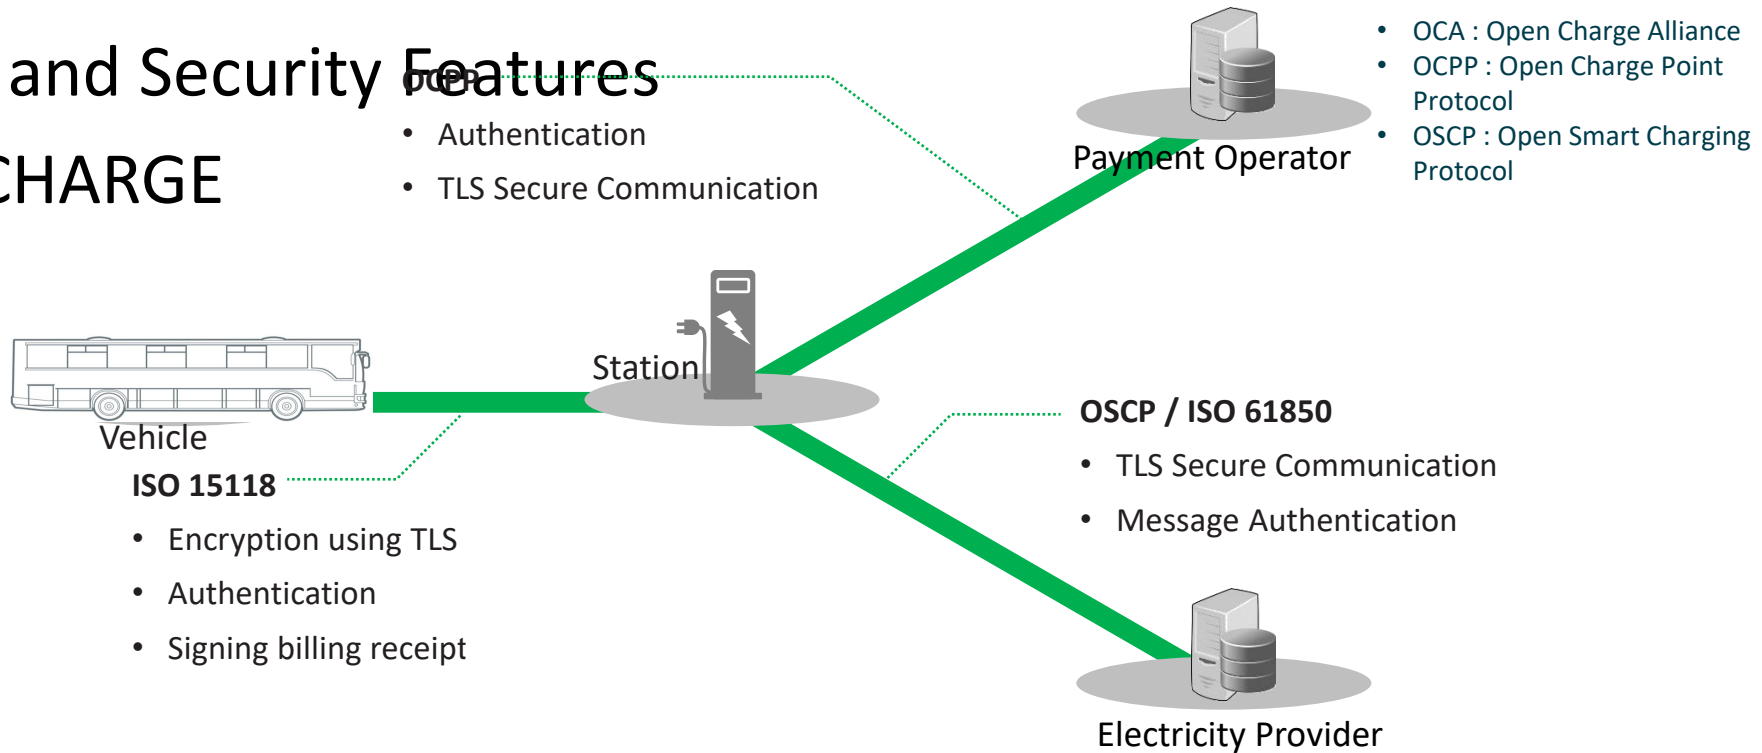 and Security Features
CHARGE
OCPP
• Authentication
• TLS Secure Communication
Payment Operator
• OCA : Open Charge Alliance
• OCPP : Open Charge Point
Protocol
• OSCP : Open Smart Charging
Protocol
Station
Vehicle
ISO 15118
• Encryption using TLS
• Authentication
• Signing billing receipt
OSCP / ISO 61850
• TLS Secure Communication
• Message Authentication
Electricity Provider